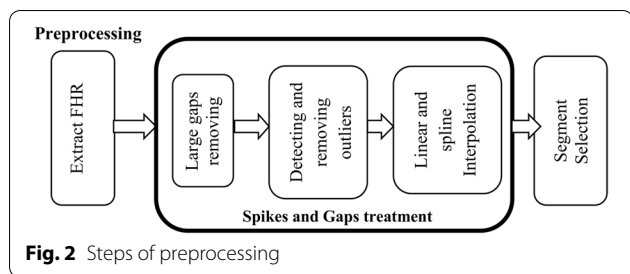 Preprocessing
Extract FHR
Large gaps
removing
Detecting and
removing
outliers
Linear and
spline
Interpolation
Segment
Selection
Spikes and Gaps treatment
Fig. 2 Steps of preprocessing